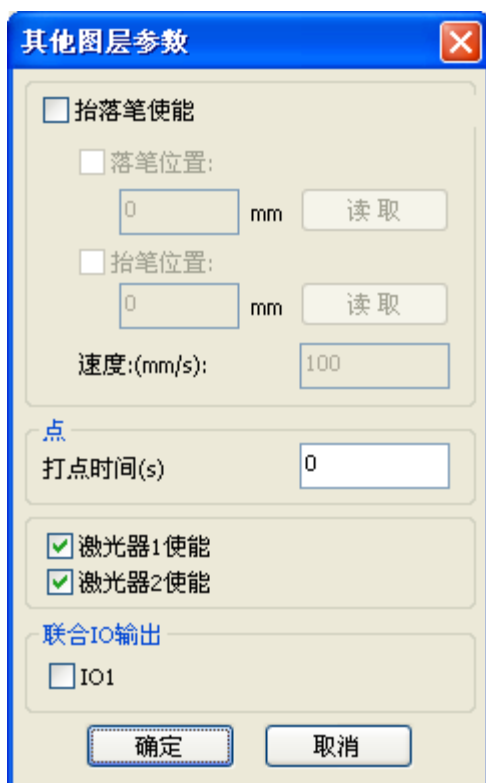 其他图层参数
抬落笔使能
落笔位置:
0 mm 读取
抬笔位置:
0 mm 读取
速度:(mm/s): 100
点
打点时间(s) 0
激光器1使能
激光器2使能
联合IO输出
IO1
确定 取消